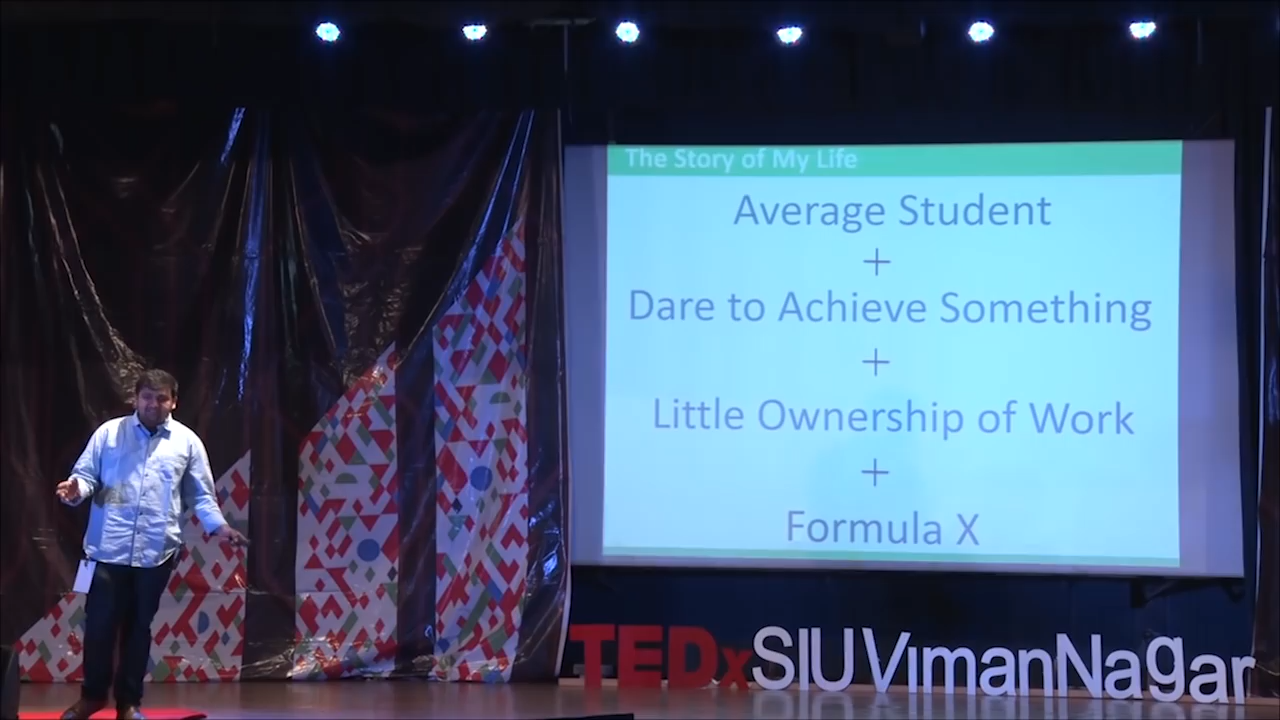 The Story of My Life
Average Student
+
Dare to Achieve Something
+
Little Ownership of Work
+
Formula X
TEDxSIUVimanNagar